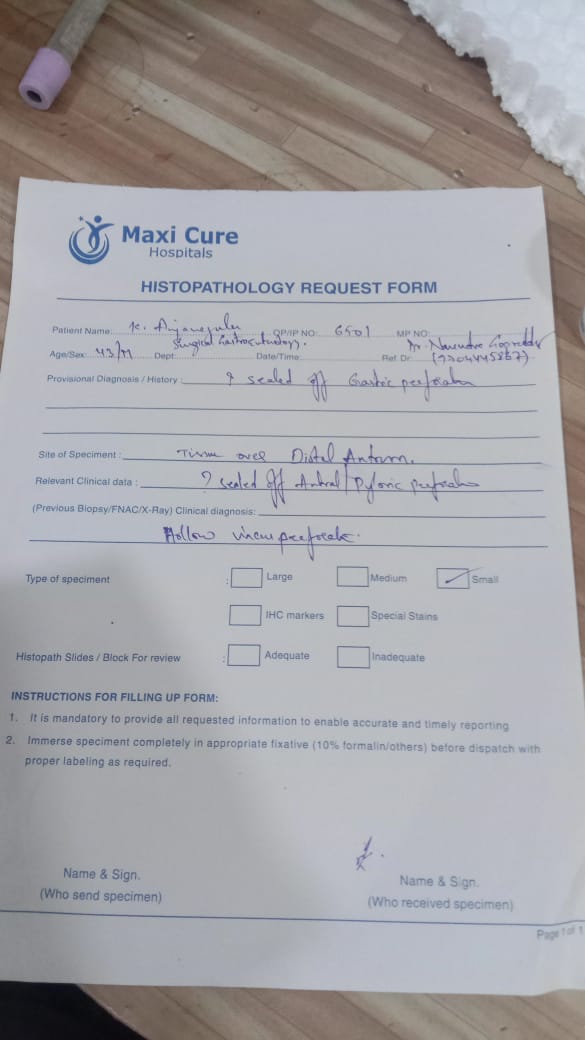 Maxi Cure
Hospitals
HISTOPATHOLOGY REQUEST FORM
Patient Name: K. Anjaneyulu OP/IP NO: 6501 MP NO:
Age/Sex: 43/M Dept: Surgical Gastroenterology. Date/Time: Ref Dr: Dr. Narendra
Provisional Diagnosis / History : ? sealed off Gastric perforation
Site of Speciment : Tissue over Distal Antrum.
Relevant Clinical data : ? sealed off Antral / Pyloric perforation
(Previous Biopsy/FNAC/X-Ray) Clinical diagnosis:
Hollow viscus perforation.
Type of speciment : Large Medium Small
IHC markers Special Stains
Histopath Slides / Block For review : Adequate Inadequate
INSTRUCTIONS FOR FILLING UP FORM:
1. It is mandatory to provide all requested information to enable accurate and timely reporting
2. Immerse speciment completely in appropriate fixative (10% formalin/others) before dispatch with
proper labeling as required.
Name & Sign. Name & Sign.
(Who send specimen) (Who received specimen)
Page 1 of 1